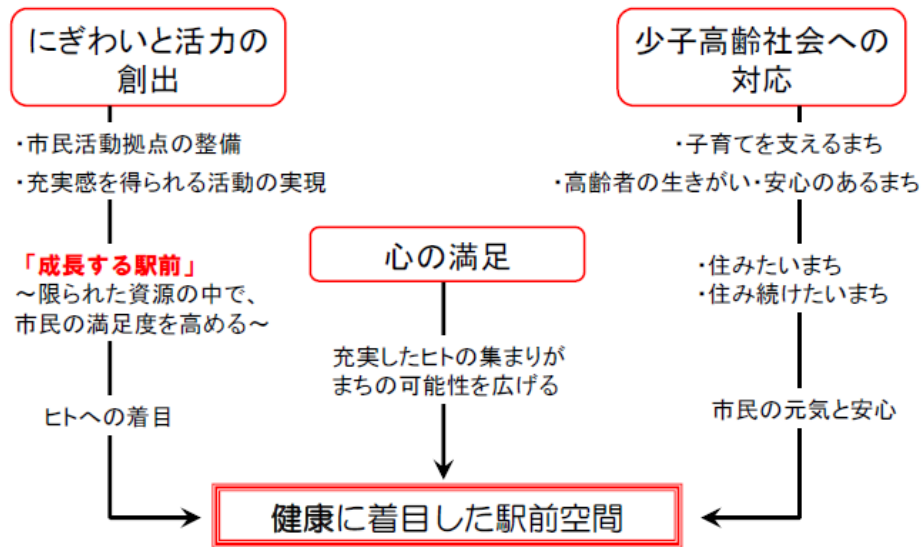 にぎわいと活力の
創出
・市民活動拠点の整備
・充実感を得られる活動の実現
「成長する駅前」
～限られた資源の中で、
市民の満足度を高める～
ヒトへの着目
心の満足
充実したヒトの集まりが
まちの可能性を広げる
少子高齢社会への
対応
・子育てを支えるまち
・高齢者の生きがい・安心のあるまち
・住みたいまち
・住み続けたいまち
市民の元気と安心
健康に着目した駅前空間